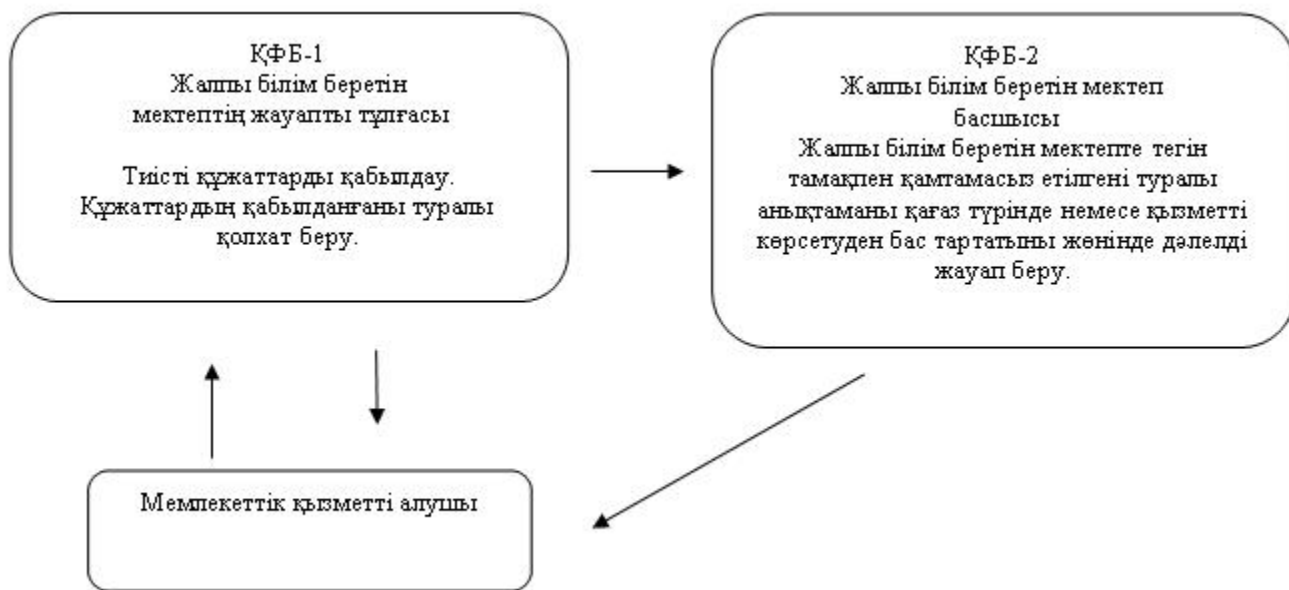 ҚФБ-1
Жалпы білім беретін
мектептің жауапты тұлғасы
Тиісті құжаттарды қабылдау.
Құжаттардың қабылданғаны туралы
қолхат беру.
ҚФБ-2
Жалпы білім беретін мектеп
басшысы
Жалпы білім беретін мектепте тегін
тамақпен қамтамасыз етілгені туралы
анықтаманы қағаз түрінде немесе қызметті
көрсетуден бас тартатыны жөнінде дәлелді
жауап беру.
Мемлекеттік қызметті алушы